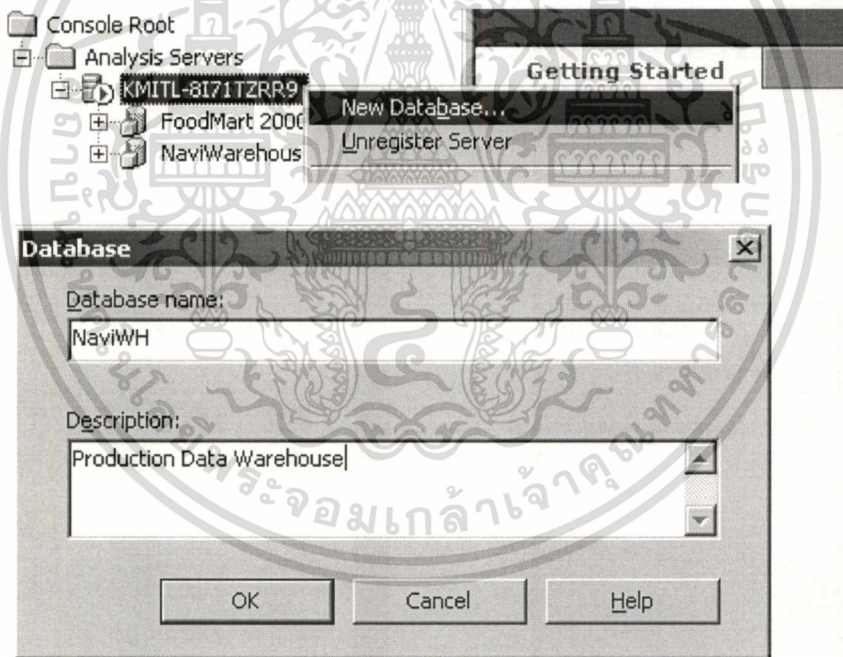 Console Root
Analysis Servers
Getting Started
KMITL-8I71TZRR9
New Database...
FoodMart 2000
Unregister Server
NaviWarehous
Database
Database name:
NaviWH
Description:
Production Data Warehouse
OK
Cancel
Help